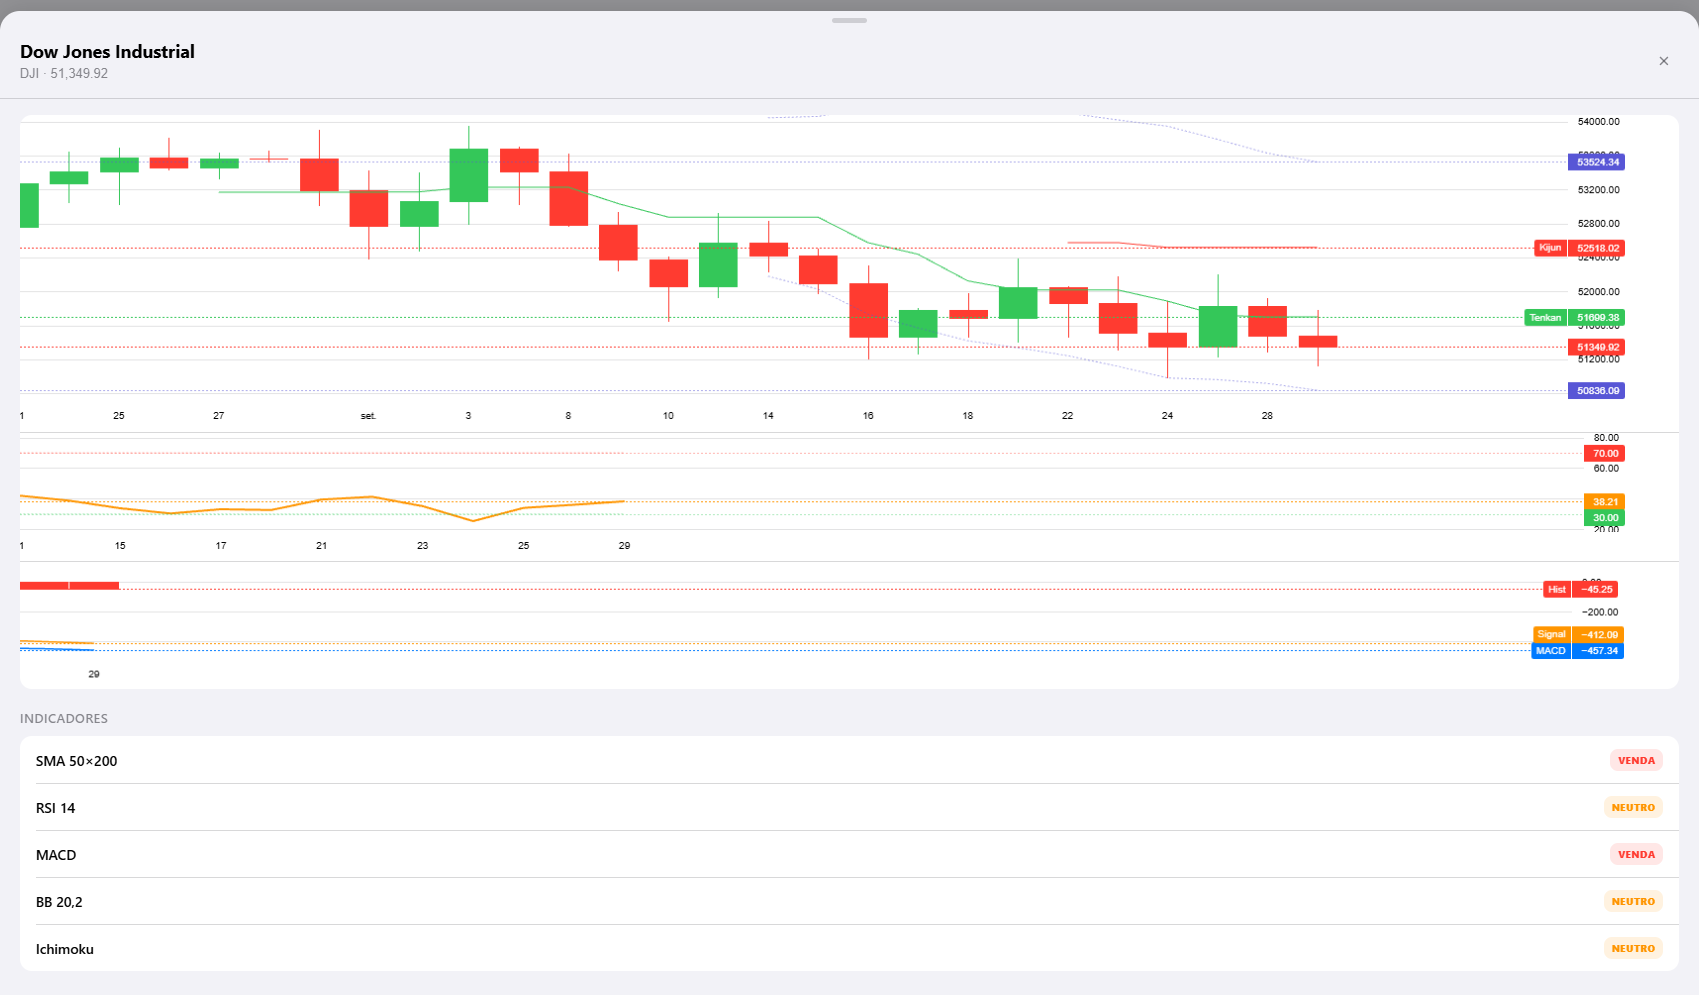 Dow Jones Industrial
DJI · 51,349.92
×
54000.00
53524.34
53200.00
52800.00
Kijun 52518.02
52400.00
52000.00
Tenkan 51699.38
51349.92
51200.00
50836.09
1 25 27 set. 3 8 10 14 16 18 22 24 28
80.00
70.00
60.00
38.21
30.00
20.00
1 15 17 21 23 25 29
Hist −45.25
−200.00
Signal −412.09
MACD −457.34
29
INDICADORES
SMA 50×200 VENDA
RSI 14 NEUTRO
MACD VENDA
BB 20,2 NEUTRO
Ichimoku NEUTRO